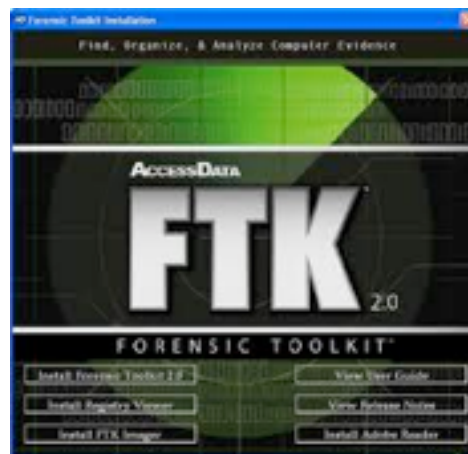 Forensic Toolkit Installation
Find, Organize, & Analyze Computer Evidence
ACCESSDATA
FTK
2.0
FORENSIC TOOLKIT
Install Forensic Toolkit 2.0
View User Guide
Install Registry Viewer
View Release Notes
Install FTK Imager
Install Adobe Reader